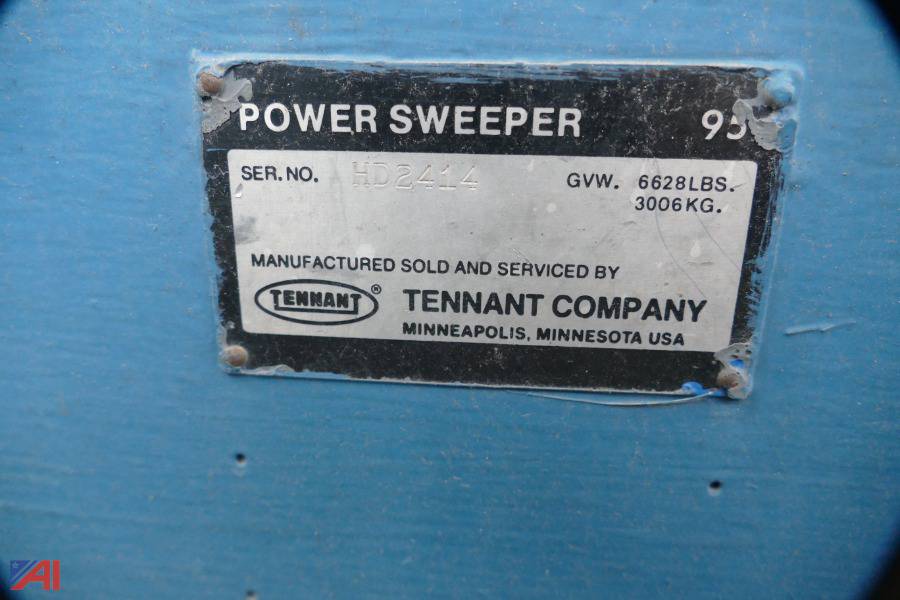 POWER SWEEPER 95
SER. NO. HD2414 GVW. 6628LBS.
3006KG.
MANUFACTURED SOLD AND SERVICED BY
TENNANT ® TENNANT COMPANY
MINNEAPOLIS, MINNESOTA USA
AI